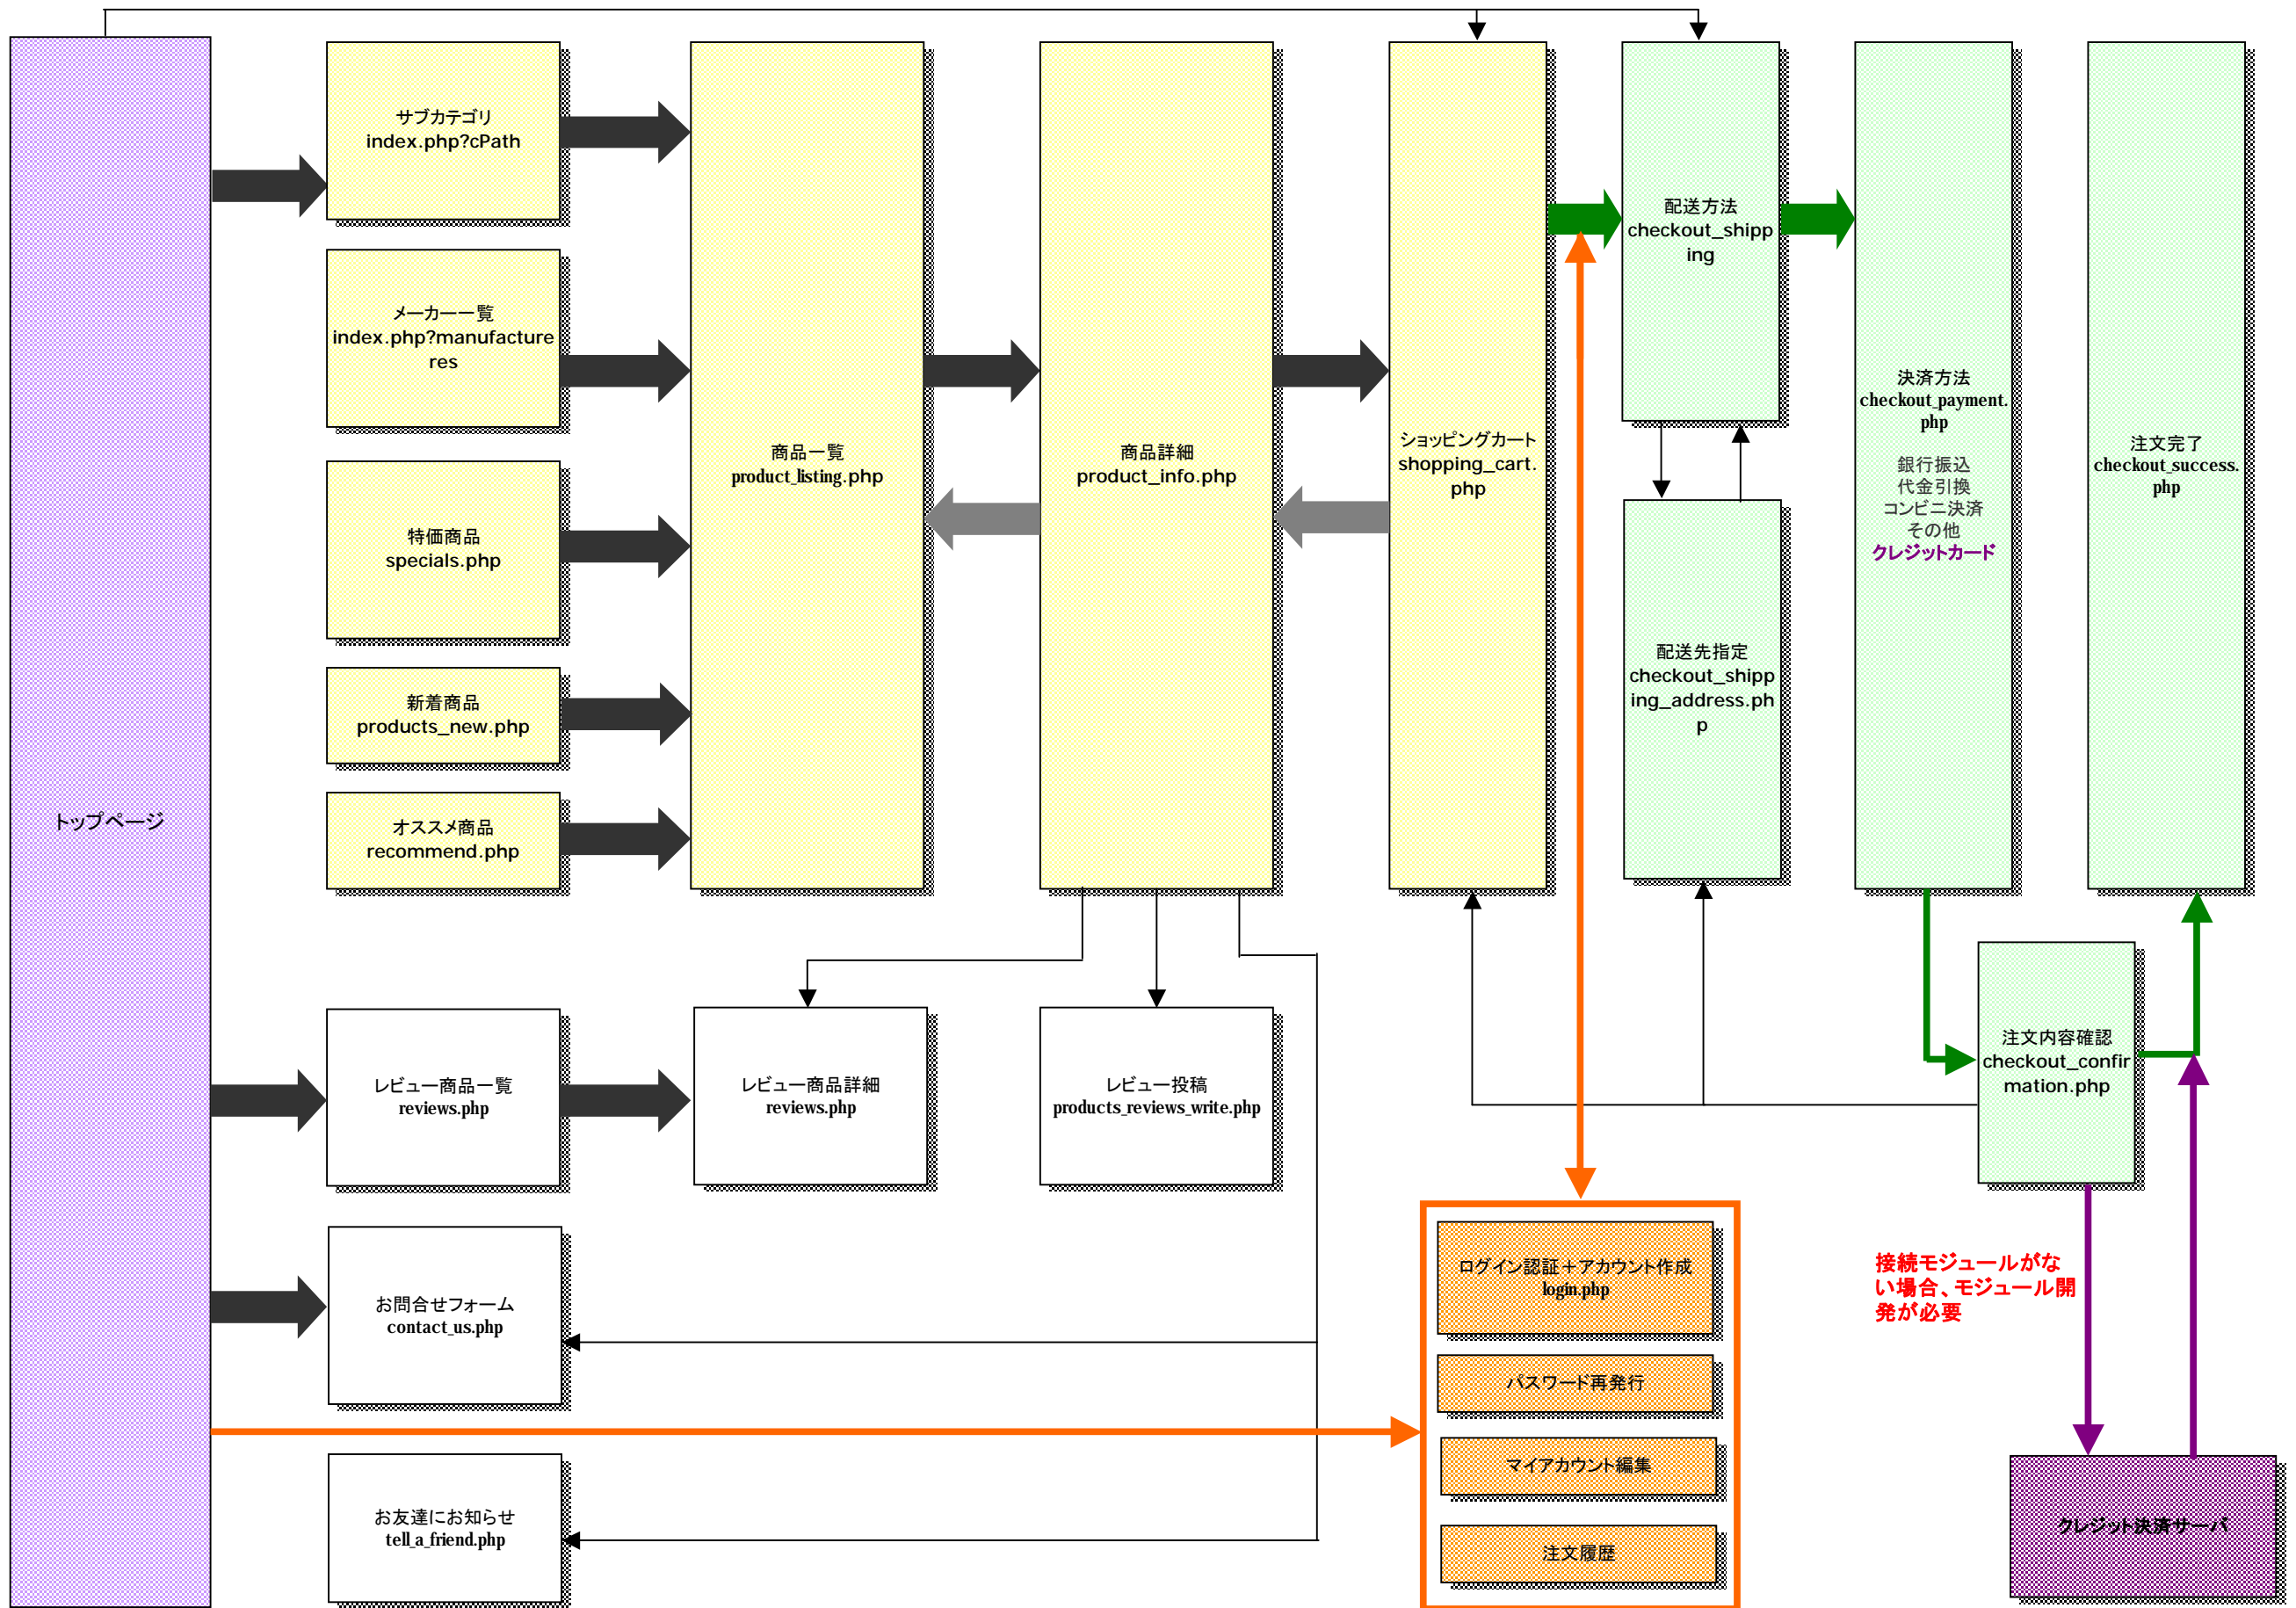 トップページ
サブカテゴリ
index.php?cPath
メーカー一覧
index.php?manufacture
res
特価商品
specials.php
新着商品
products_new.php
オススメ商品
recommend.php
商品一覧
product_listing.php
商品詳細
product_info.php
ショッピングカート
shopping_cart.
php
配送方法
checkout_shipp
ing
配送先指定
checkout_shipp
ing_address.ph
p
決済方法
checkout_payment.
php
銀行振込
代金引換
コンビニ決済
その他
クレジットカード
注文完了
checkout_success.
php
注文内容確認
checkout_confir
mation.php
レビュー商品一覧
reviews.php
レビュー商品詳細
reviews.php
レビュー投稿
products_reviews_write.php
お問合せフォーム
contact_us.php
お友達にお知らせ
tell_a_friend.php
ログイン認証＋アカウント作成
login.php
パスワード再発行
マイアカウント編集
注文履歴
接続モジュールがな
い場合、モジュール開
発が必要
クレジット決済サーバ